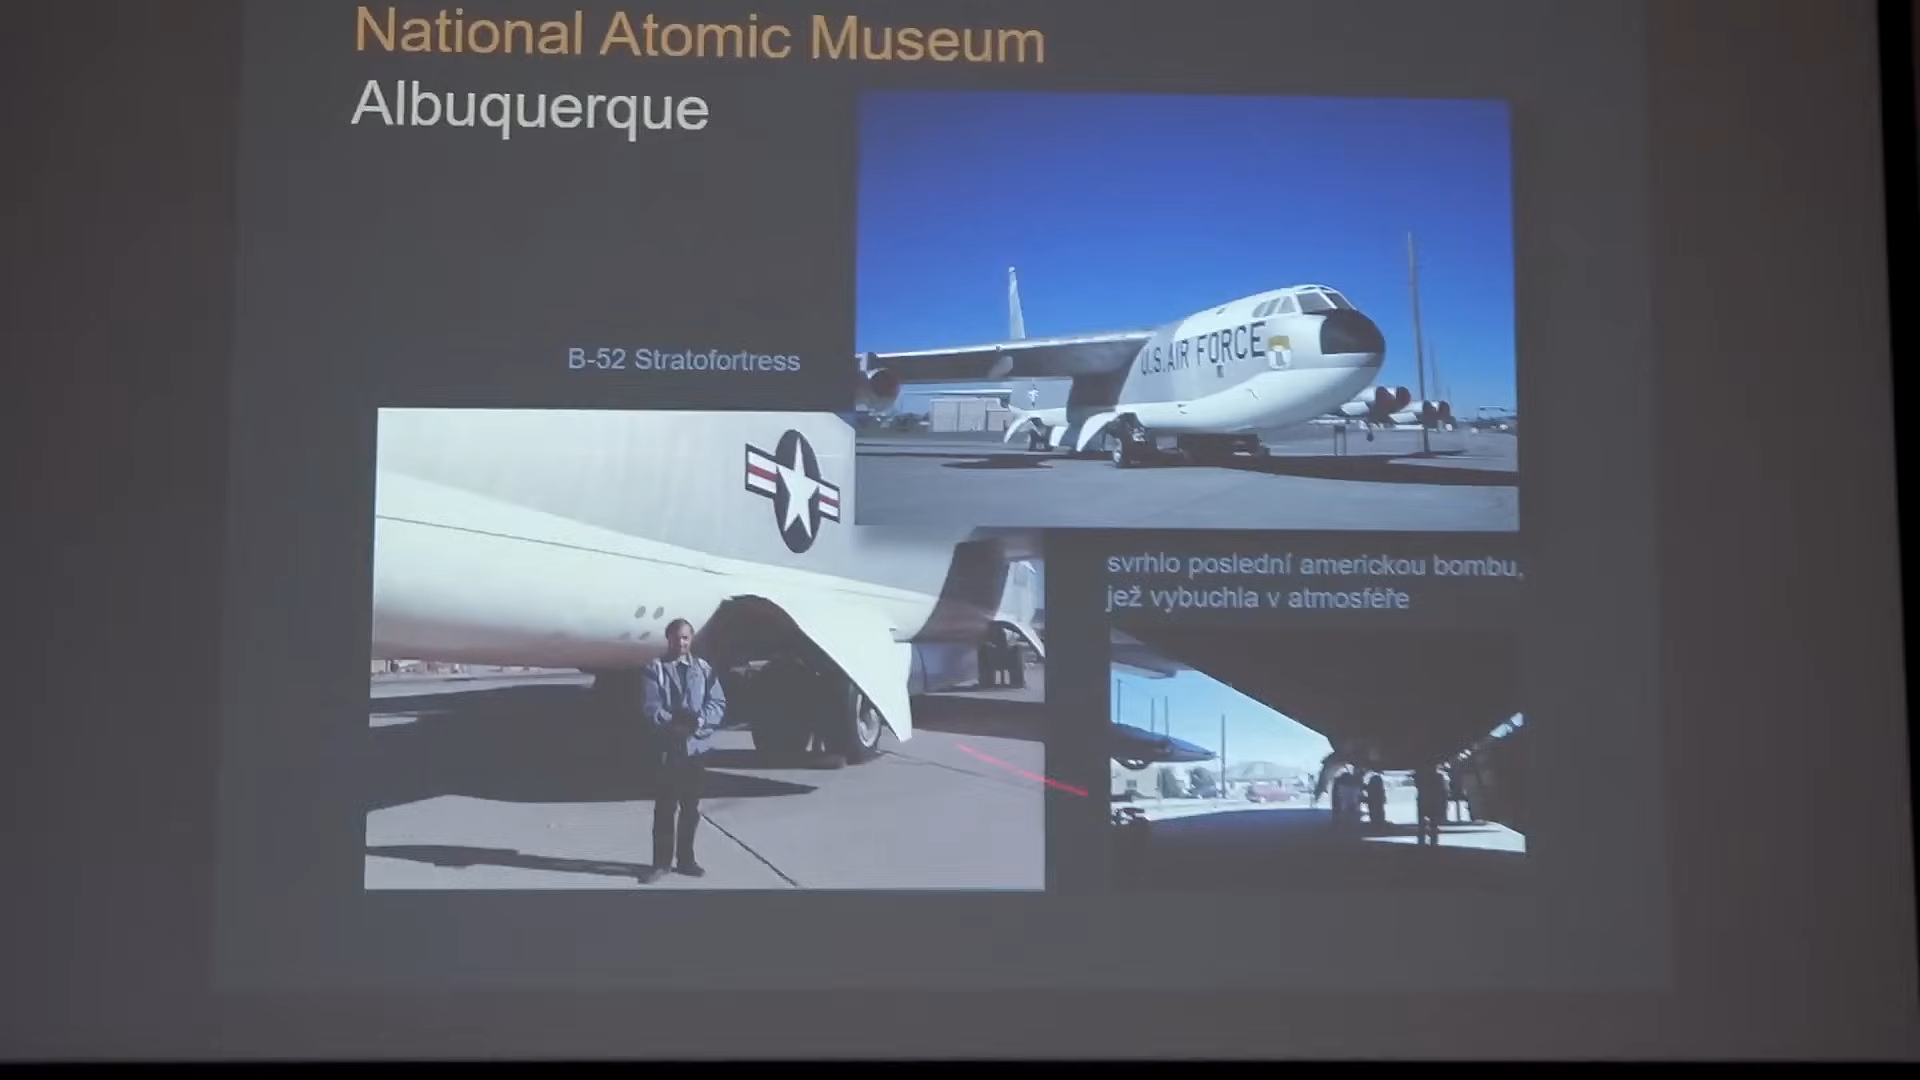 National Atomic Museum
Albuquerque
B-52 Stratofortress
U.S. AIR FORCE
svrhlo poslední americkou bombu,
jež vybuchla v atmosféře